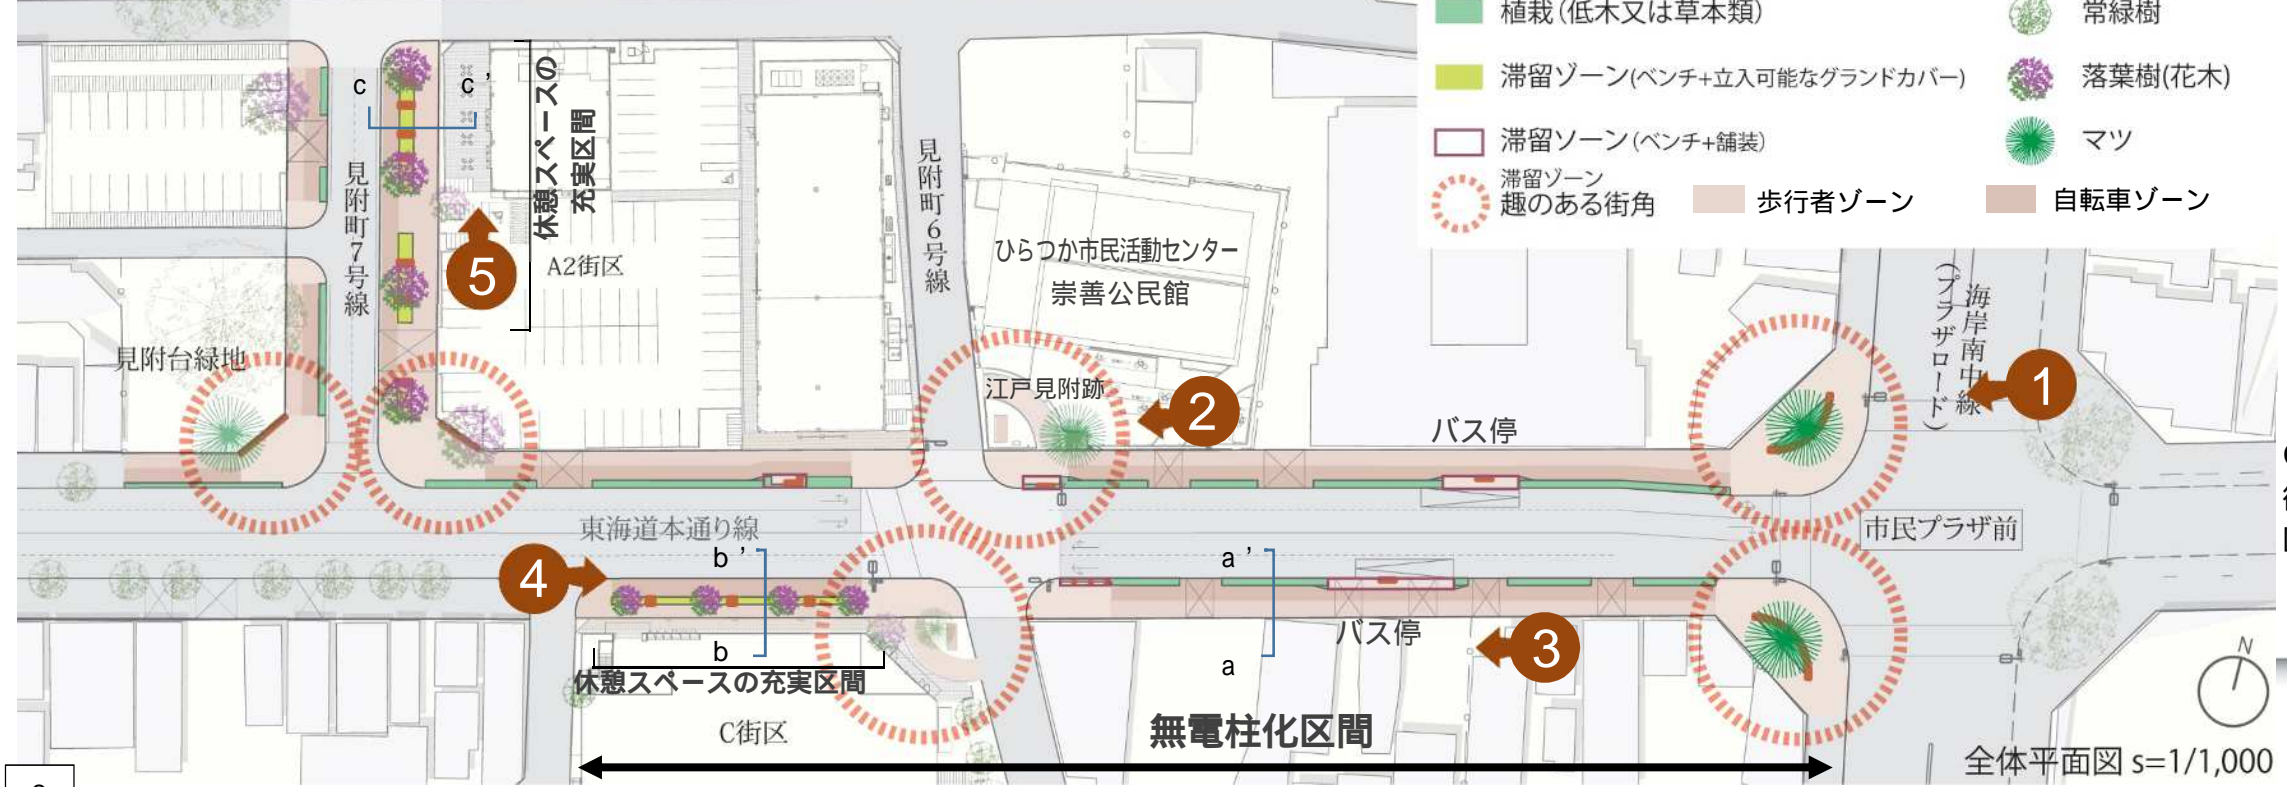 植栽(低木又は草本類)
常緑樹
滞留ゾーン(ベンチ+立入可能なグランドカバー)
落葉樹(花木)
滞留ゾーン(ベンチ+舗装)
マツ
滞留ゾーン
趣のある街角
歩行者ゾーン
自転車ゾーン
c
c'
休憩スペースの
充実区間
見附町7号線
見附町6号線
5
A2街区
ひらつか市民活動センター
崇善公民館
海岸南中線
(プラザロード)
見附台緑地
江戸見附跡
2
1
バス停
東海道本通り線
市民プラザ前
4
b'
a'
b
a
バス停
3
休憩スペースの充実区間
C街区
無電柱化区間
N
全体平面図 s=1/1,000